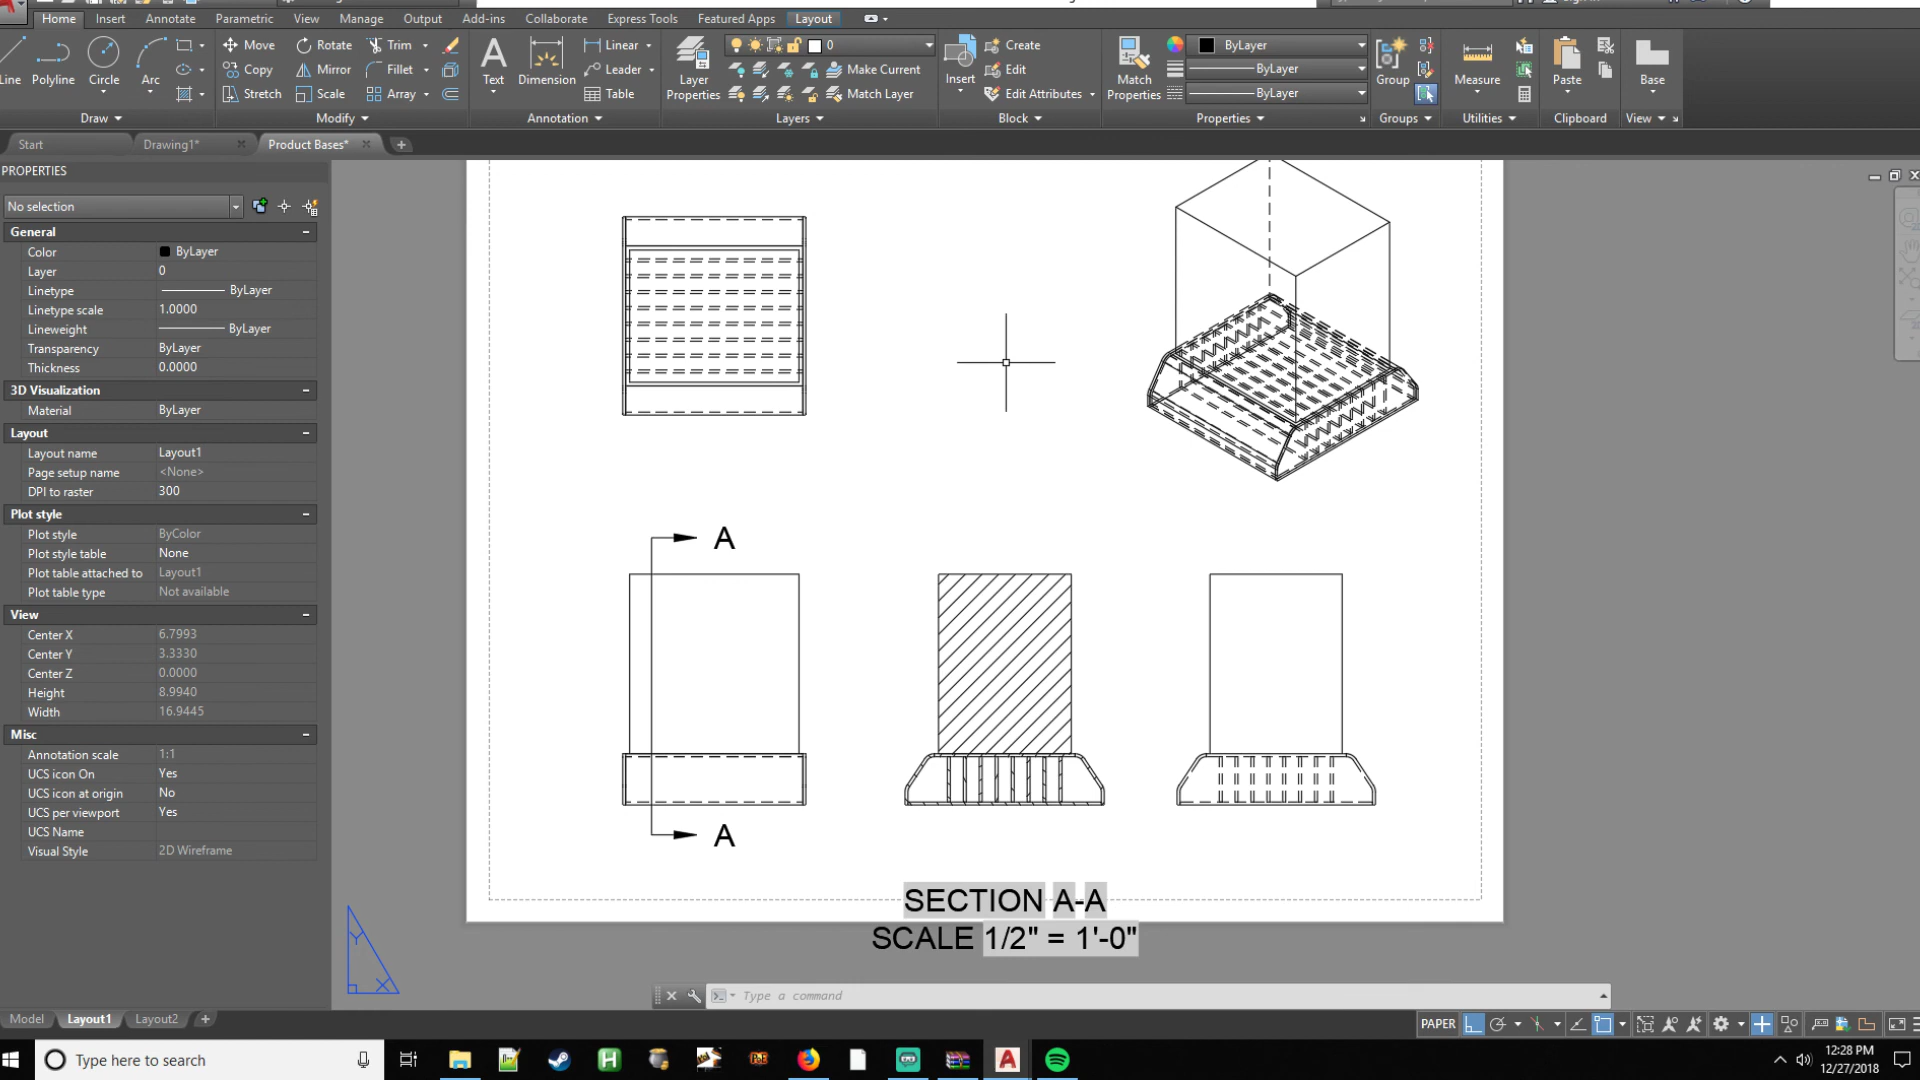 Home Insert Annotate Parametric View Manage Output Add-ins Collaborate Express Tools Featured Apps Layout
Line Polyline Circle Arc
Move Rotate Trim
Copy Mirror Fillet
Stretch Scale Array
Text Dimension
Linear
Leader
Table
Layer Properties
0
Make Current
Match Layer
Insert
Create
Edit
Edit Attributes
Match Properties
ByLayer
ByLayer
ByLayer
Group
Measure
Paste
Base
Draw Modify Annotation Layers Block Properties Groups Utilities Clipboard View
Start Drawing1* Product Bases*
PROPERTIES
No selection
General
Color ByLayer
Layer 0
Linetype ByLayer
Linetype scale 1.0000
Lineweight ByLayer
Transparency ByLayer
Thickness 0.0000
3D Visualization
Material ByLayer
Layout
Layout name Layout1
Page setup name <None>
DPI to raster 300
Plot style
Plot style ByColor
Plot style table None
Plot table attached to Layout1
Plot table type Not available
View
Center X 6.7993
Center Y 3.3330
Center Z 0.0000
Height 8.9940
Width 16.9445
Misc
Annotation scale 1:1
UCS icon On Yes
UCS icon at origin No
UCS per viewport Yes
UCS Name
Visual Style 2D Wireframe
A
A
SECTION A-A
SCALE 1/2" = 1'-0"
Y
X
Type a command
Model Layout1 Layout2
PAPER
Type here to search
12:28 PM
12/27/2018